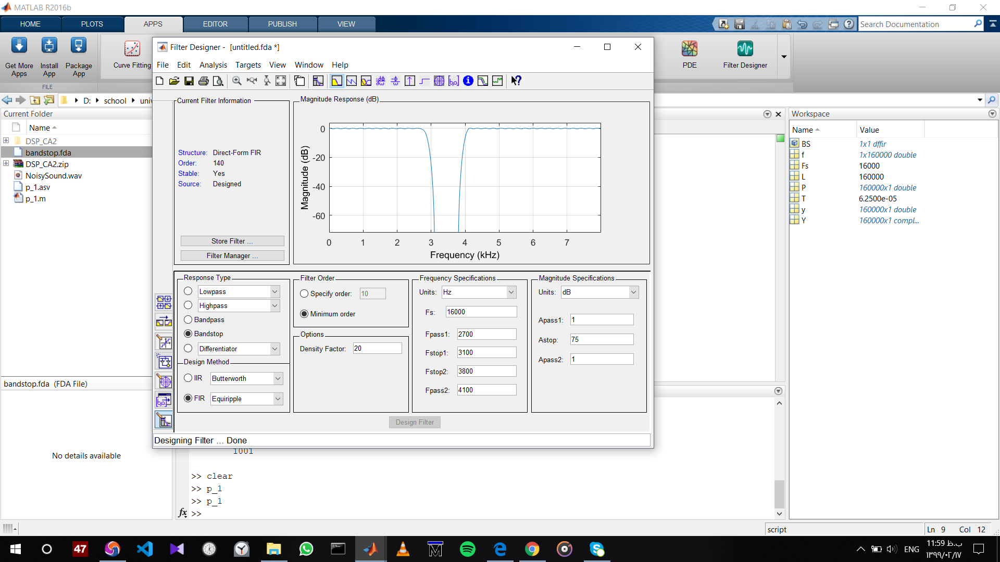 MATLAB R2016b
HOME
PLOTS
APPS
EDITOR
PUBLISH
VIEW
Search Documentation
Get More Apps
Install App
Package App
FILE
Curve Fitting
PDE
Filter Designer
D:
school
univ
Current Folder
Name
DSP_CA2
bandstop.fda
DSP_CA2.zip
NoisySound.wav
p_1.asv
p_1.m
bandstop.fda (FDA File)
No details available
Filter Designer - [untitled.fda *]
File Edit Analysis Targets View Window Help
Current Filter Information
Structure: Direct-Form FIR
Order: 140
Stable: Yes
Source: Designed
Store Filter ...
Filter Manager ...
Magnitude Response (dB)
Magnitude (dB)
0
-20
-40
-60
0 1 2 3 4 5 6 7
Frequency (kHz)
Response Type
Lowpass
Highpass
Bandpass
Bandstop
Differentiator
Design Method
IIR Butterworth
FIR Equiripple
Filter Order
Specify order: 10
Minimum order
Options
Density Factor: 20
Frequency Specifications
Units: Hz
Fs: 16000
Fpass1: 2700
Fstop1: 3100
Fstop2: 3800
Fpass2: 4100
Magnitude Specifications
Units: dB
Apass1: 1
Astop: 75
Apass2: 1
Design Filter
Designing Filter ... Done
1001
>> clear
>> p_1
>> p_1
fx >>
Workspace
Name Value
BS 1x1 dffir
f 1x160000 double
Fs 16000
L 160000
P 160000x1 double
T 6.2500e-05
y 160000x1 double
Y 160000x1 compl...
script
Ln 9 Col 12
47
ENG
11:59 ب.ظ
۱۳۹۹/۰۲/۱۷